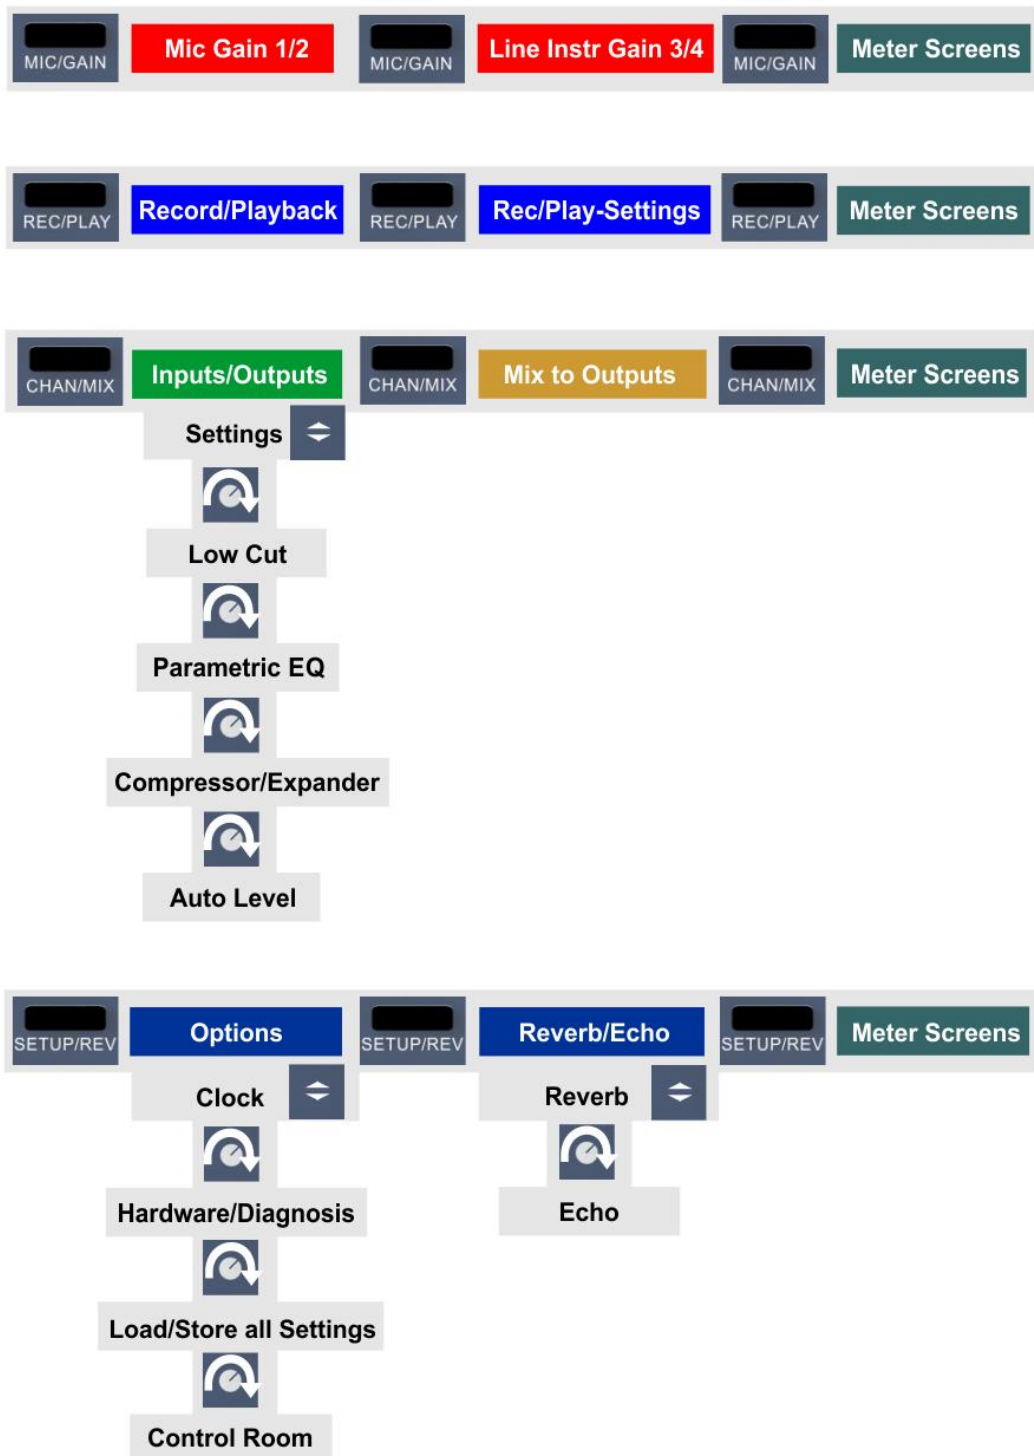 MIC/GAIN Mic Gain 1/2 MIC/GAIN Line Instr Gain 3/4 MIC/GAIN Meter Screens
REC/PLAY Record/Playback REC/PLAY Rec/Play-Settings REC/PLAY Meter Screens
CHAN/MIX Inputs/Outputs CHAN/MIX Mix to Outputs CHAN/MIX Meter Screens
Settings
Low Cut
Parametric EQ
Compressor/Expander
Auto Level
SETUP/REV Options SETUP/REV Reverb/Echo SETUP/REV Meter Screens
Clock Reverb
Hardware/Diagnosis Echo
Load/Store all Settings
Control Room